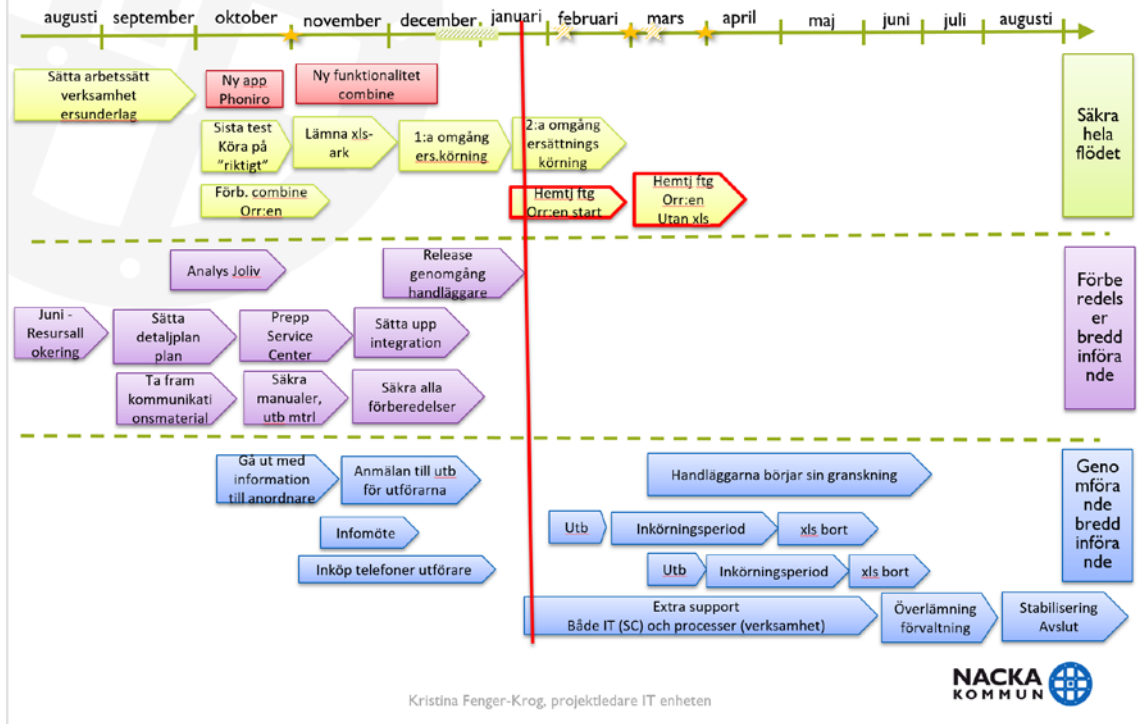 augusti september oktober november december januari februari mars april maj juni juli augusti
Sätta arbetssätt
verksamhet
ersunderlag
Ny app
Phoniro
Ny funktionalitet
combine
Sista test
Köra på
”riktigt”
Lämna xls-
ark
1:a omgång
ers.körning
2:a omgång
ersättnings
körning
Förb. combine
Orr:en
Hemtj ftg
Orr:en start
Hemtj ftg
Orr:en
Utan xls
Säkra
hela
flödet
Analys Joliv
Release
genomgång
handläggare
Juni -
Resursall
okering
Sätta
detaljplan
plan
Prepp
Service
Center
Sätta upp
integration
Ta fram
kommunikati
onsmaterial
Säkra
manualer,
utb mtrl
Säkra alla
förberedelser
Förbe
redels
er
bredd
införa
nde
Gå ut med
information
till anordnare
Anmälan till utb
för utförarna
Handläggarna börjar sin granskning
Infomöte
Utb
Inkörningsperiod
xls bort
Inköp telefoner utförare
Utb
Inkörningsperiod
xls bort
Extra support
Både IT (SC) och processer (verksamhet)
Överlämning
förvaltning
Stabilisering
Avslut
Geno
mföra
nde
bredd
införa
nde
NACKA
KOMMUN
Kristina Fenger-Krog, projektledare IT enheten